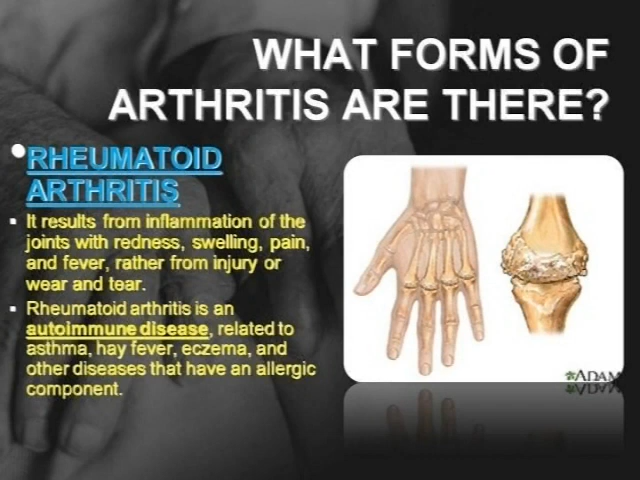 WHAT FORMS OF
ARTHRITIS ARE THERE?
•RHEUMATOID
ARTHRITIS
▪ It results from inflammation of the
joints with redness, swelling, pain,
and fever, rather from injury or
wear and tear.
▪ Rheumatoid arthritis is an
autoimmune disease, related to
asthma, hay fever, eczema, and
other diseases that have an allergic
component.
ADAM